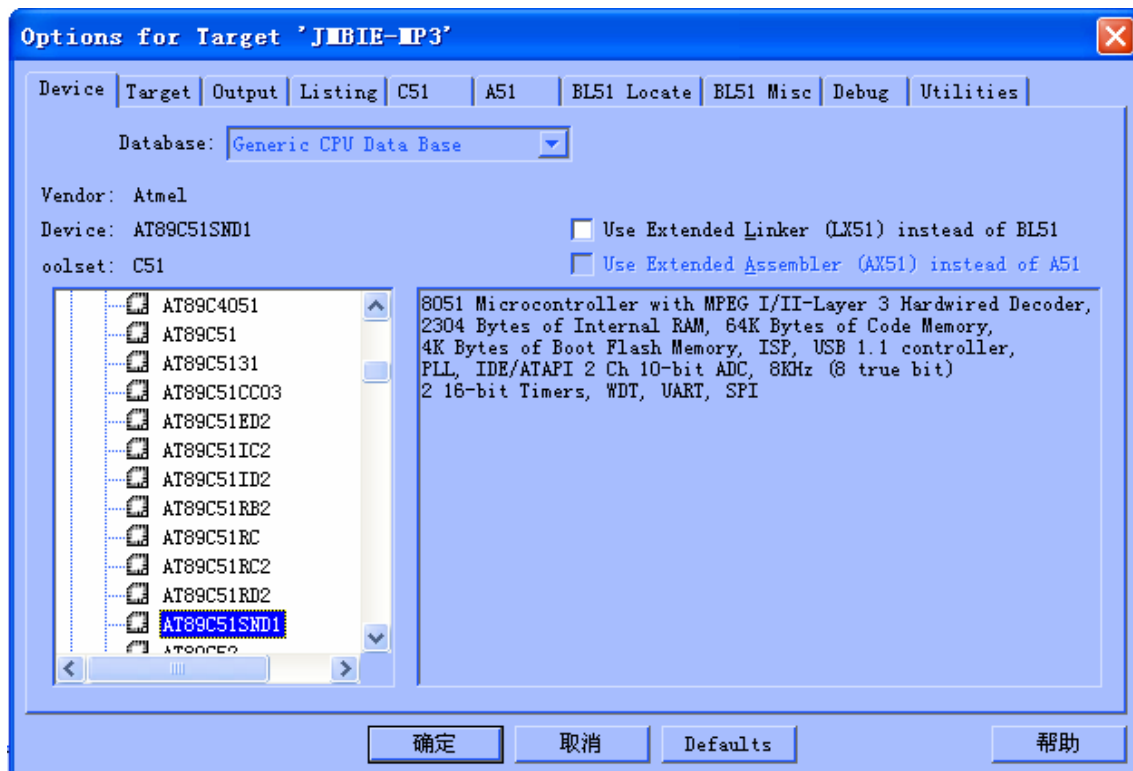 Options for Target 'JMBIE-MP3'
Device Target Output Listing C51 A51 BL51 Locate BL51 Misc Debug Utilities
Database: Generic CPU Data Base
Vendor: Atmel
Device: AT89C51SND1
Use Extended Linker (LX51) instead of BL51
oolset: C51
Use Extended Assembler (AX51) instead of A51
AT89C4051
AT89C51
AT89C5131
AT89C51CC03
AT89C51ED2
AT89C51IC2
AT89C51ID2
AT89C51RB2
AT89C51RC
AT89C51RC2
AT89C51RD2
AT89C51SND1
8051 Microcontroller with MPEG I/II-Layer 3 Hardwired Decoder,
2304 Bytes of Internal RAM, 64K Bytes of Code Memory,
4K Bytes of Boot Flash Memory, ISP, USB 1.1 controller,
PLL, IDE/ATAPI 2 Ch 10-bit ADC, 8KHz (8 true bit)
2 16-bit Timers, WDT, UART, SPI
确定 取消 Defaults 帮助